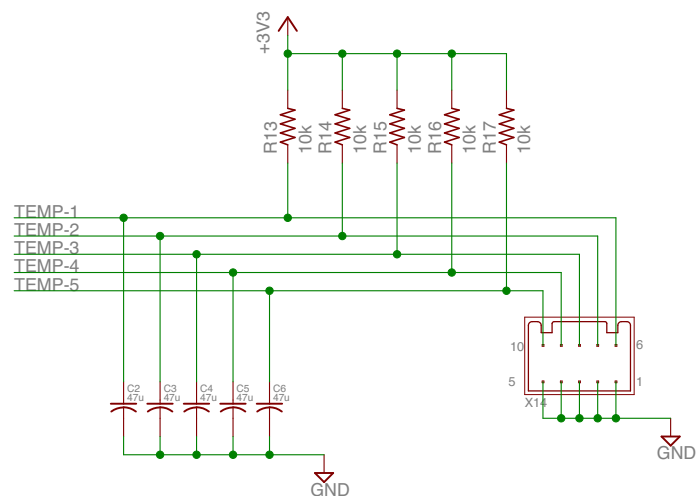 +3V3
R13
10k
R14
10k
R15
10k
R16
10k
R17
10k
TEMP-1
TEMP-2
TEMP-3
TEMP-4
TEMP-5
10
6
5
1
X14
C2
47u
C3
47u
C4
47u
C5
47u
C6
47u
GND
GND